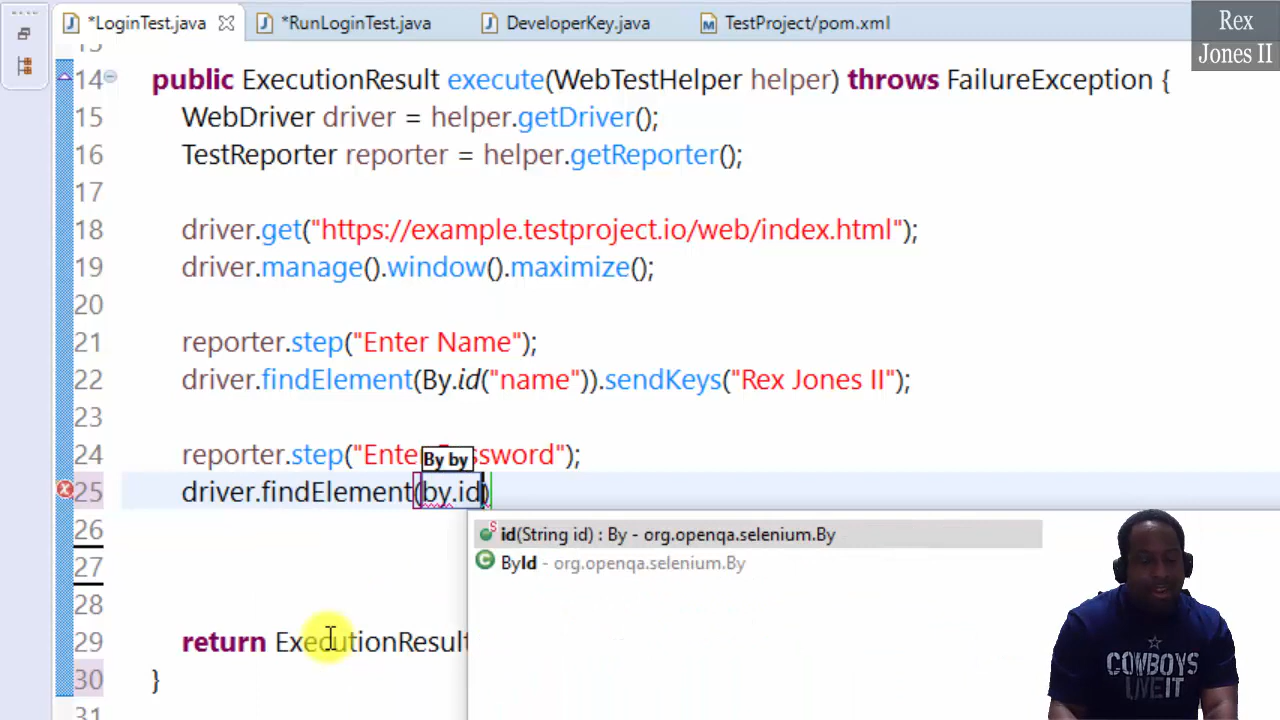 *LoginTest.java
*RunLoginTest.java
DeveloperKey.java
TestProject/pom.xml
Rex
Jones II
14 public ExecutionResult execute(WebTestHelper helper) throws FailureException {
15 WebDriver driver = helper.getDriver();
16 TestReporter reporter = helper.getReporter();
17
18 driver.get("https://example.testproject.io/web/index.html");
19 driver.manage().window().maximize();
20
21 reporter.step("Enter Name");
22 driver.findElement(By.id("name")).sendKeys("Rex Jones II");
23
24 reporter.step("Enter Password");
By by
25 driver.findElement(by.id)
26 id(String id) : By - org.openqa.selenium.By
27 ById - org.openqa.selenium.By
28
29 return ExecutionResult
30 }
31
COWBOYS
LIVE IT